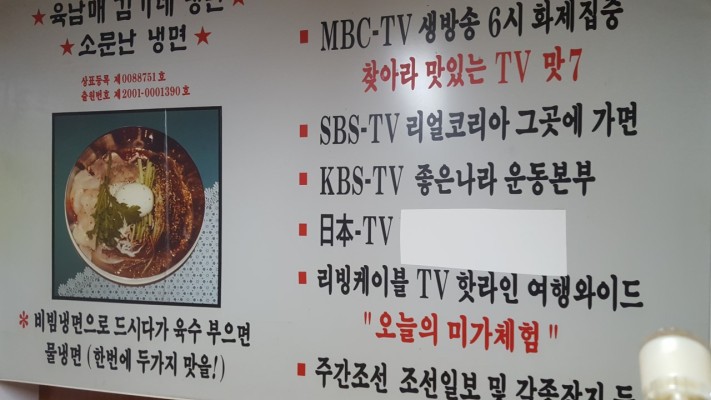 육남매 김가네 냉면
★ 소문난 냉면 ★
상표등록 제0088751호
출원번호 제2001-0001390호
* 비빔냉면으로 드시다가 육수 부으면
물냉면 (한번에 두가지 맛을!)
MBC-TV 생방송 6시 화제집중
찾아라 맛있는 TV 맛7
SBS-TV 리얼코리아 그곳에 가면
KBS-TV 좋은나라 운동본부
日本-TV
리빙케이블 TV 핫라인 여행와이드
"오늘의 미가체험"
주간조선 조선일보 및 각종잡지 등